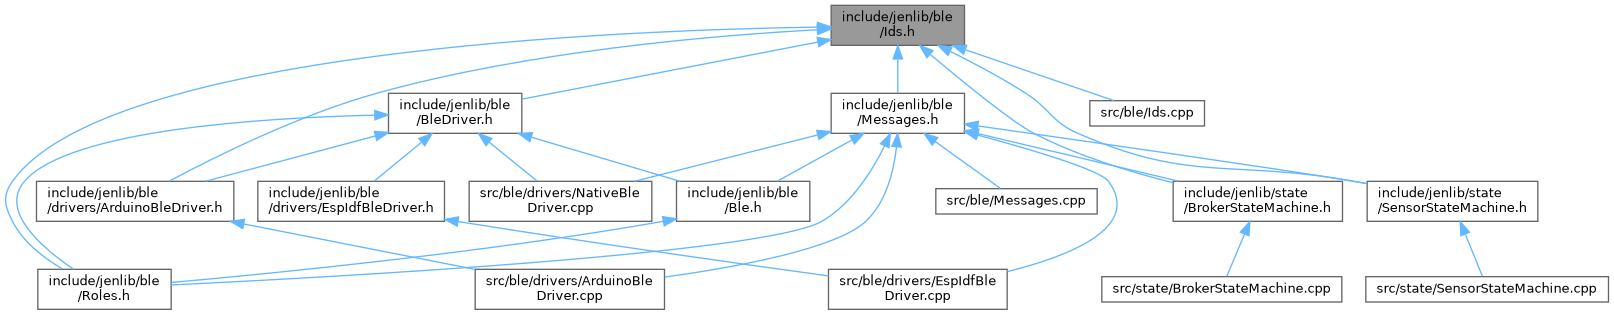 include/jenlib/ble
/Ids.h
include/jenlib/ble
/BleDriver.h
include/jenlib/ble
/Messages.h
src/ble/Ids.cpp
include/jenlib/ble
/drivers/ArduinoBleDriver.h
include/jenlib/ble
/drivers/EspIdfBleDriver.h
src/ble/drivers/NativeBle
Driver.cpp
include/jenlib/ble
/Ble.h
src/ble/Messages.cpp
include/jenlib/state
/BrokerStateMachine.h
include/jenlib/state
/SensorStateMachine.h
include/jenlib/ble
/Roles.h
src/ble/drivers/ArduinoBle
Driver.cpp
src/ble/drivers/EspIdfBle
Driver.cpp
src/state/BrokerStateMachine.cpp
src/state/SensorStateMachine.cpp